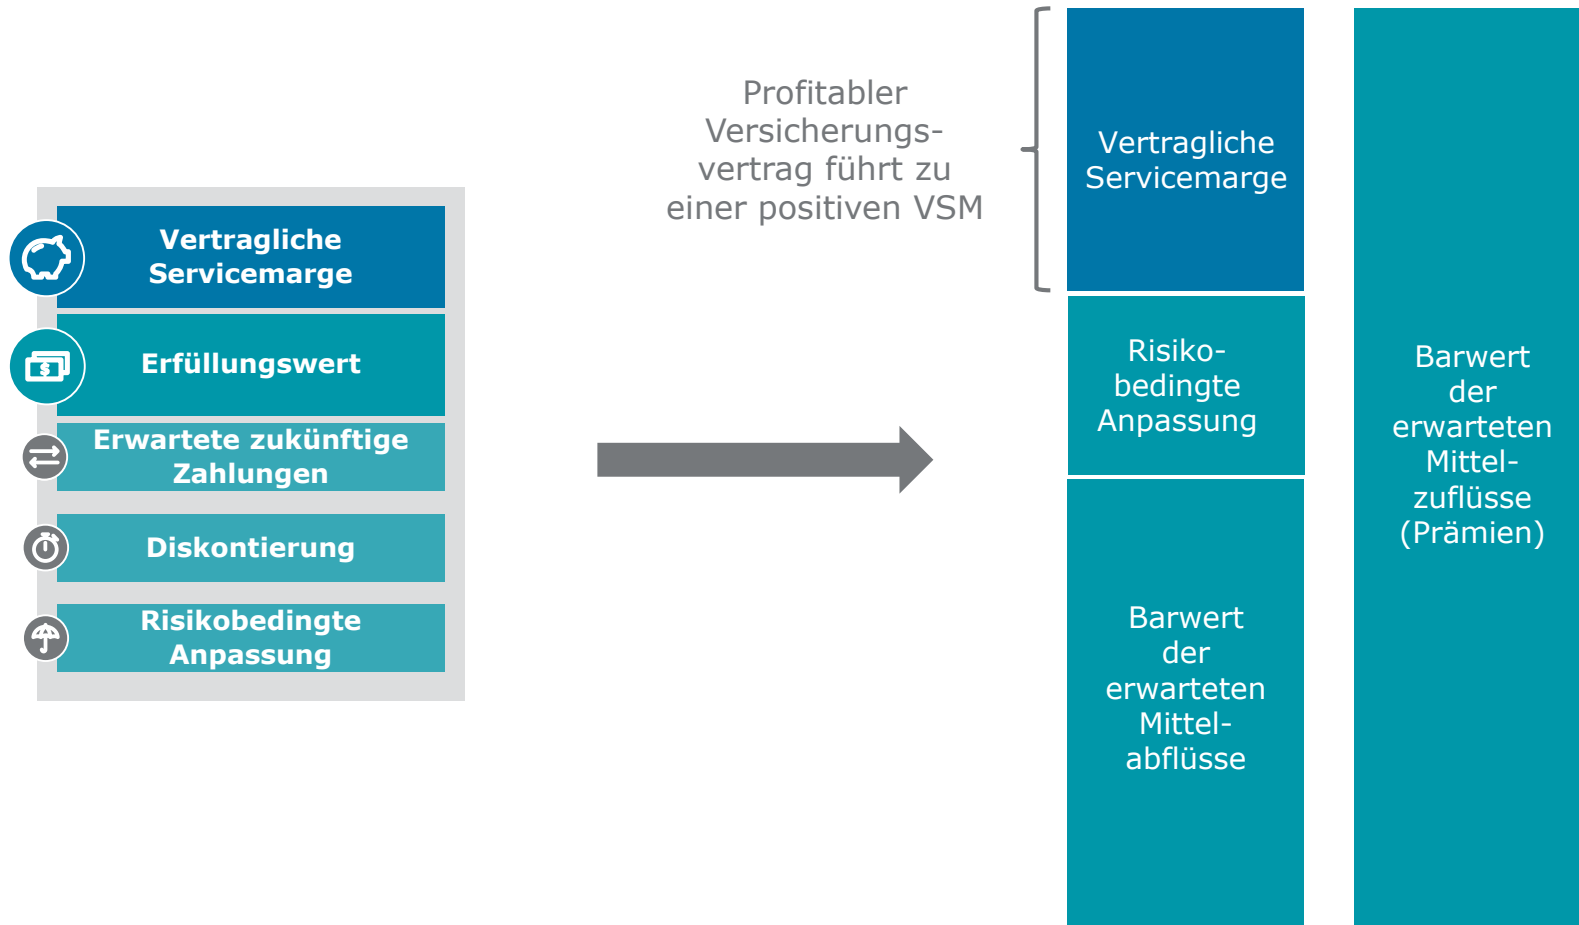 Vertragliche
Servicemarge
Erfüllungswert
$
Erwartete zukünftige
Zahlungen
Diskontierung
Risikobedingte
Anpassung
Profitabler
Versicherungs-
vertrag führt zu
einer positiven VSM
Vertragliche
Servicemarge
Risiko-
bedingte
Anpassung
Barwert
der
erwarteten
Mittel-
abflüsse
Barwert
der
erwarteten
Mittel-
zuflüsse
(Prämien)